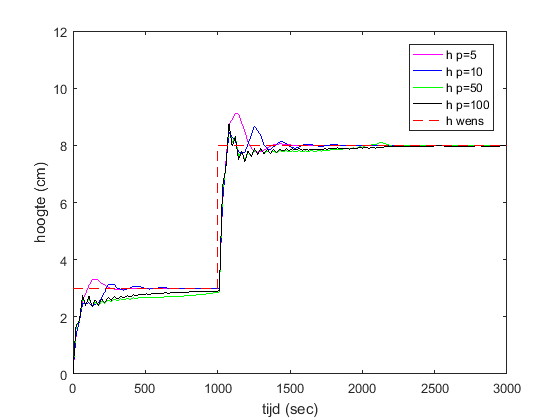 12
10
8
6
4
2
0
hoogte (cm)
0
500
1000
1500
2000
2500
3000
tijd (sec)
h p=5
h p=10
h p=50
h p=100
h wens